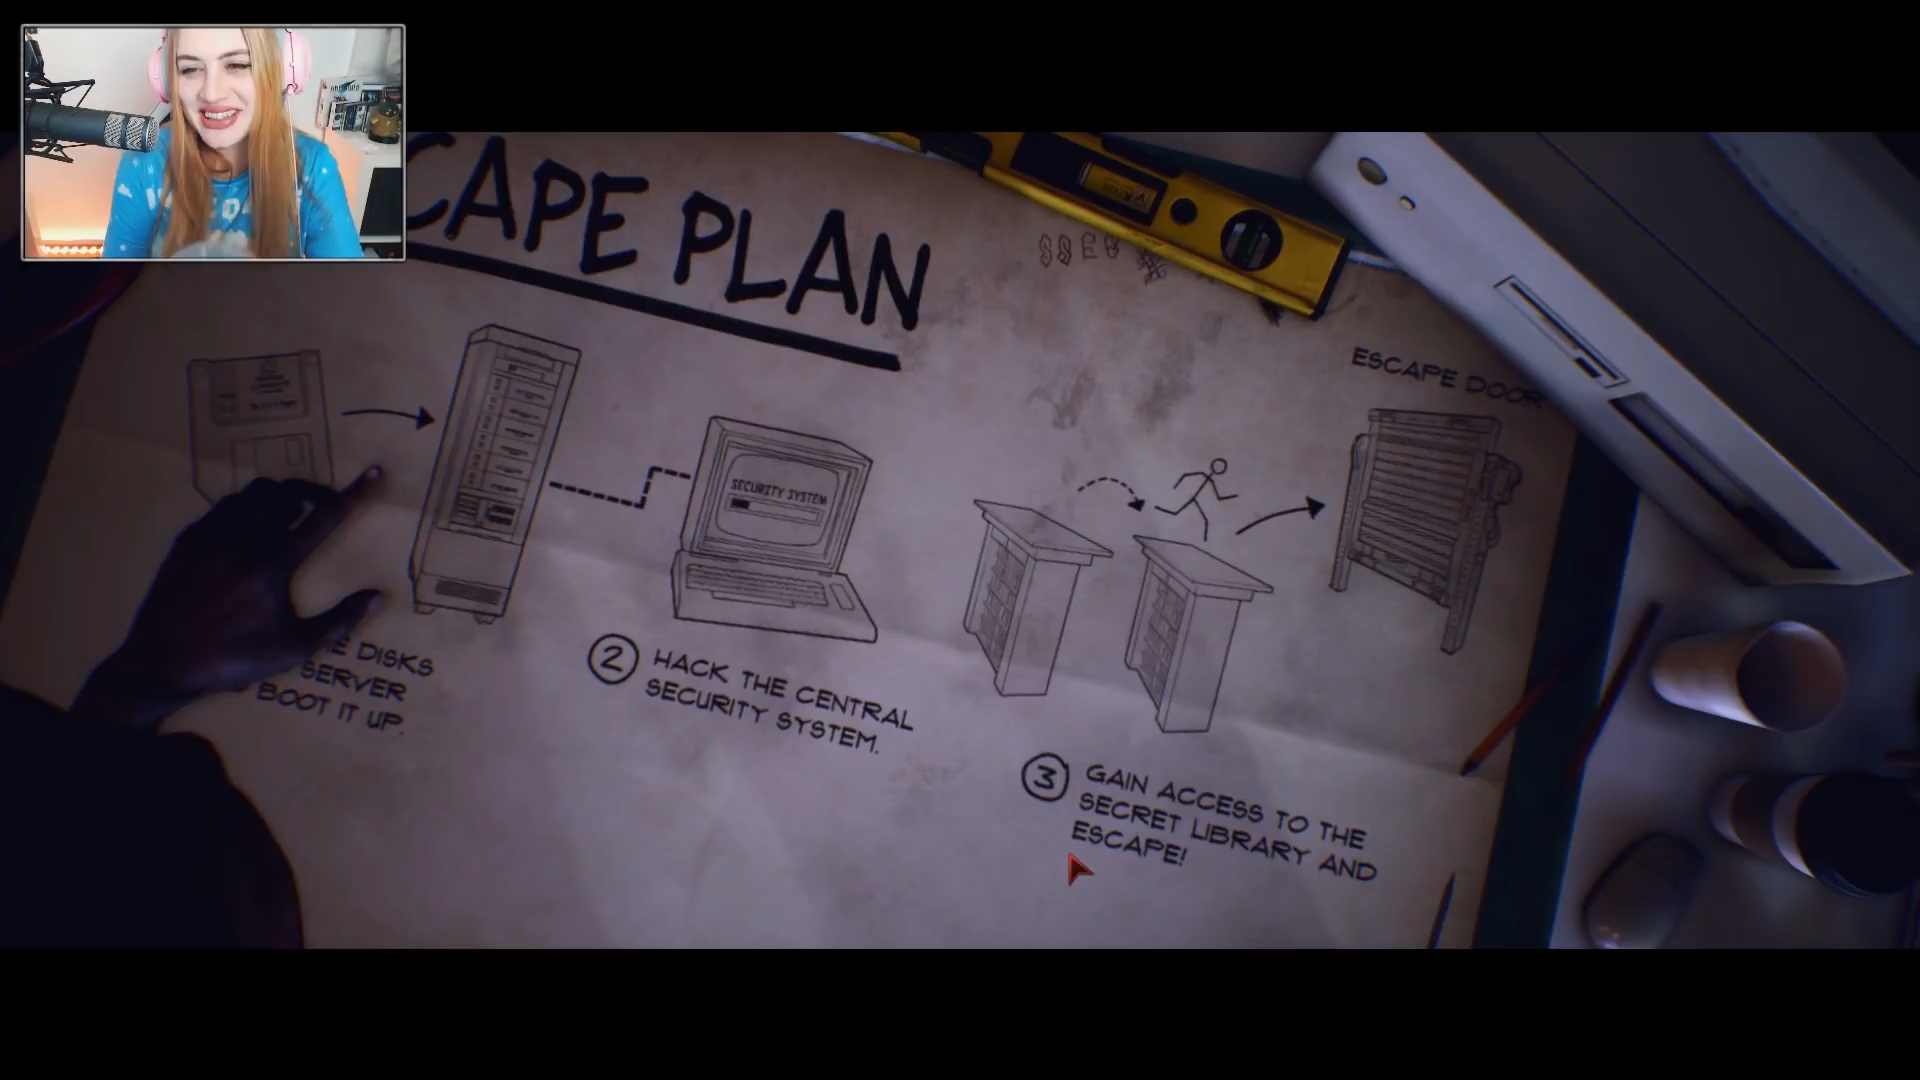 CAPE PLAN
ESCAPE DOOR
SECURITY SYSTEM
E DISKS
SERVER
BOOT IT UP.
2 HACK THE CENTRAL
SECURITY SYSTEM.
3 GAIN ACCESS TO THE
SECRET LIBRARY AND
ESCAPE!